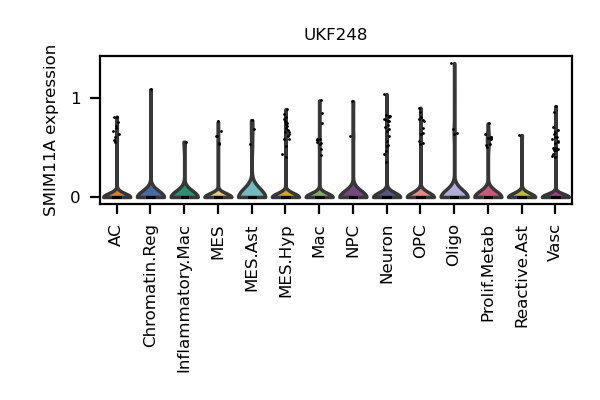 UKF248
SMIM11A expression
1
0
AC
Chromatin.Reg
Inflammatory.Mac
MES
MES.Ast
MES.Hyp
Mac
NPC
Neuron
OPC
Oligo
Prolif.Metab
Reactive.Ast
Vasc